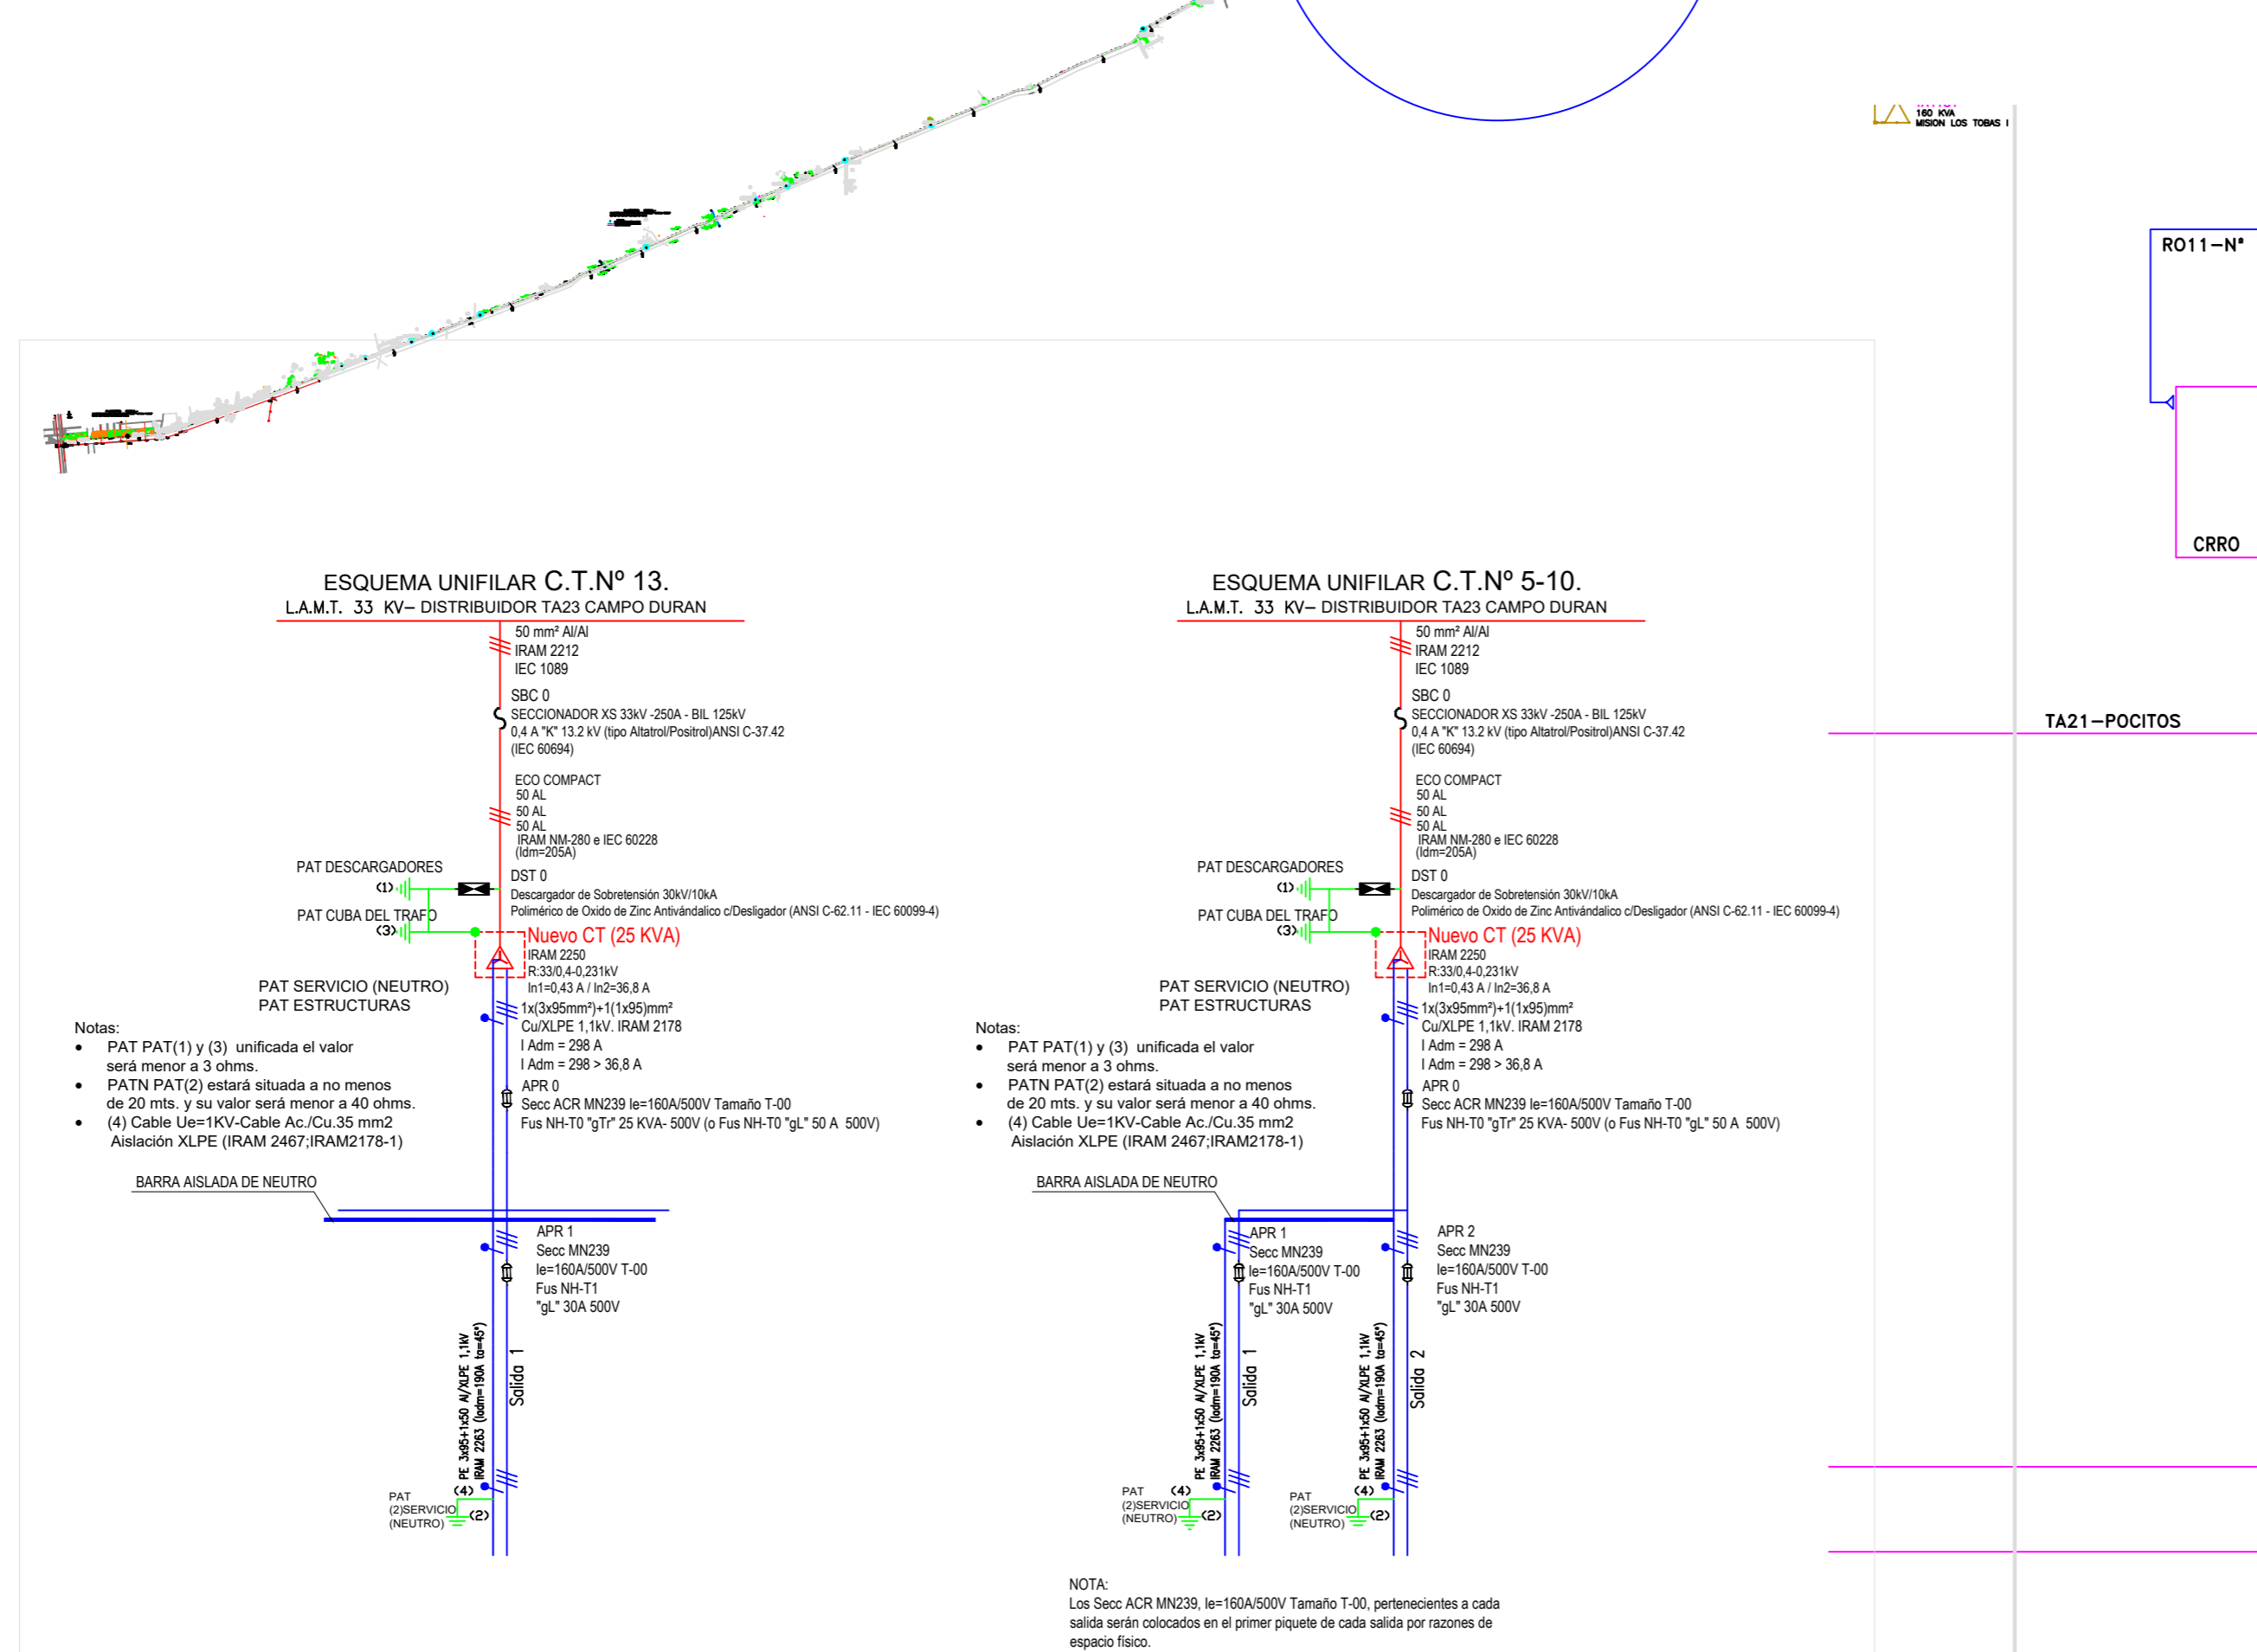 160 KVA
MISION LOS TOBAS I
RO11-Nº
CRRO
TA21-POCITOS
ESQUEMA UNIFILAR C.T.Nº 13.
L.A.M.T. 33 KV- DISTRIBUIDOR TA23 CAMPO DURAN
50 mm² Al/Al
IRAM 2212
IEC 1089
SBC 0
SECCIONADOR XS 33kV -250A - BIL 125kV
0,4 A "K" 13.2 kV (tipo Altatrol/Positrol)ANSI C-37.42
(IEC 60694)
ECO COMPACT
50 AL
50 AL
50 AL
IRAM NM-280 e IEC 60228
(Idm=205A)
PAT DESCARGADORES
(1)
DST 0
Descargador de Sobretensión 30kV/10kA
Polimérico de Oxido de Zinc Antivándalico c/Desligador (ANSI C-62.11 - IEC 60099-4)
PAT CUBA DEL TRAFO
(3)
Nuevo CT (25 KVA)
IRAM 2250
R:33/0,4-0,231kV
In1=0,43 A / In2=36,8 A
PAT SERVICIO (NEUTRO)
PAT ESTRUCTURAS
1x(3x95mm²)+1(1x95)mm²
Cu/XLPE 1,1kV. IRAM 2178
I Adm = 298 A
I Adm = 298 > 36,8 A
Notas:
• PAT PAT(1) y (3) unificada el valor
será menor a 3 ohms.
• PATN PAT(2) estará situada a no menos
de 20 mts. y su valor será menor a 40 ohms.
• (4) Cable Ue=1KV-Cable Ac./Cu.35 mm2
Aislación XLPE (IRAM 2467;IRAM2178-1)
APR 0
Secc ACR MN239 Ie=160A/500V Tamaño T-00
Fus NH-T0 "gTr" 25 KVA- 500V (o Fus NH-T0 "gL" 50 A 500V)
BARRA AISLADA DE NEUTRO
APR 1
Secc MN239
Ie=160A/500V T-00
Fus NH-T1
"gL" 30A 500V
PE 3x95+1x50 Al/XLPE 1,1kV
IRAM 2263 (Iadm=190A ta=45°)
Salida 1
PAT
(2)SERVICIO
(NEUTRO)
(4)
(2)
ESQUEMA UNIFILAR C.T.Nº 5-10.
L.A.M.T. 33 KV- DISTRIBUIDOR TA23 CAMPO DURAN
50 mm² Al/Al
IRAM 2212
IEC 1089
SBC 0
SECCIONADOR XS 33kV -250A - BIL 125kV
0,4 A "K" 13.2 kV (tipo Altatrol/Positrol)ANSI C-37.42
(IEC 60694)
ECO COMPACT
50 AL
50 AL
50 AL
IRAM NM-280 e IEC 60228
(Idm=205A)
PAT DESCARGADORES
(1)
DST 0
Descargador de Sobretensión 30kV/10kA
Polimérico de Oxido de Zinc Antivándalico c/Desligador (ANSI C-62.11 - IEC 60099-4)
PAT CUBA DEL TRAFO
(3)
Nuevo CT (25 KVA)
IRAM 2250
R:33/0,4-0,231kV
In1=0,43 A / In2=36,8 A
PAT SERVICIO (NEUTRO)
PAT ESTRUCTURAS
1x(3x95mm²)+1(1x95)mm²
Cu/XLPE 1,1kV. IRAM 2178
I Adm = 298 A
I Adm = 298 > 36,8 A
Notas:
• PAT PAT(1) y (3) unificada el valor
será menor a 3 ohms.
• PATN PAT(2) estará situada a no menos
de 20 mts. y su valor será menor a 40 ohms.
• (4) Cable Ue=1KV-Cable Ac./Cu.35 mm2
Aislación XLPE (IRAM 2467;IRAM2178-1)
APR 0
Secc ACR MN239 Ie=160A/500V Tamaño T-00
Fus NH-T0 "gTr" 25 KVA- 500V (o Fus NH-T0 "gL" 50 A 500V)
BARRA AISLADA DE NEUTRO
APR 1
Secc MN239
Ie=160A/500V T-00
Fus NH-T1
"gL" 30A 500V
APR 2
Secc MN239
Ie=160A/500V T-00
Fus NH-T1
"gL" 30A 500V
PE 3x95+1x50 Al/XLPE 1,1kV
IRAM 2263 (Iadm=190A ta=45°)
Salida 1
PE 3x95+1x50 Al/XLPE 1,1kV
IRAM 2263 (Iadm=190A ta=45°)
Salida 2
PAT
(2)SERVICIO
(NEUTRO)
(4)
(2)
PAT
(2)SERVICIO
(NEUTRO)
(4)
(2)
NOTA:
Los Secc ACR MN239, Ie=160A/500V Tamaño T-00, pertenecientes a cada
salida serán colocados en el primer piquete de cada salida por razones de
espacio físico.